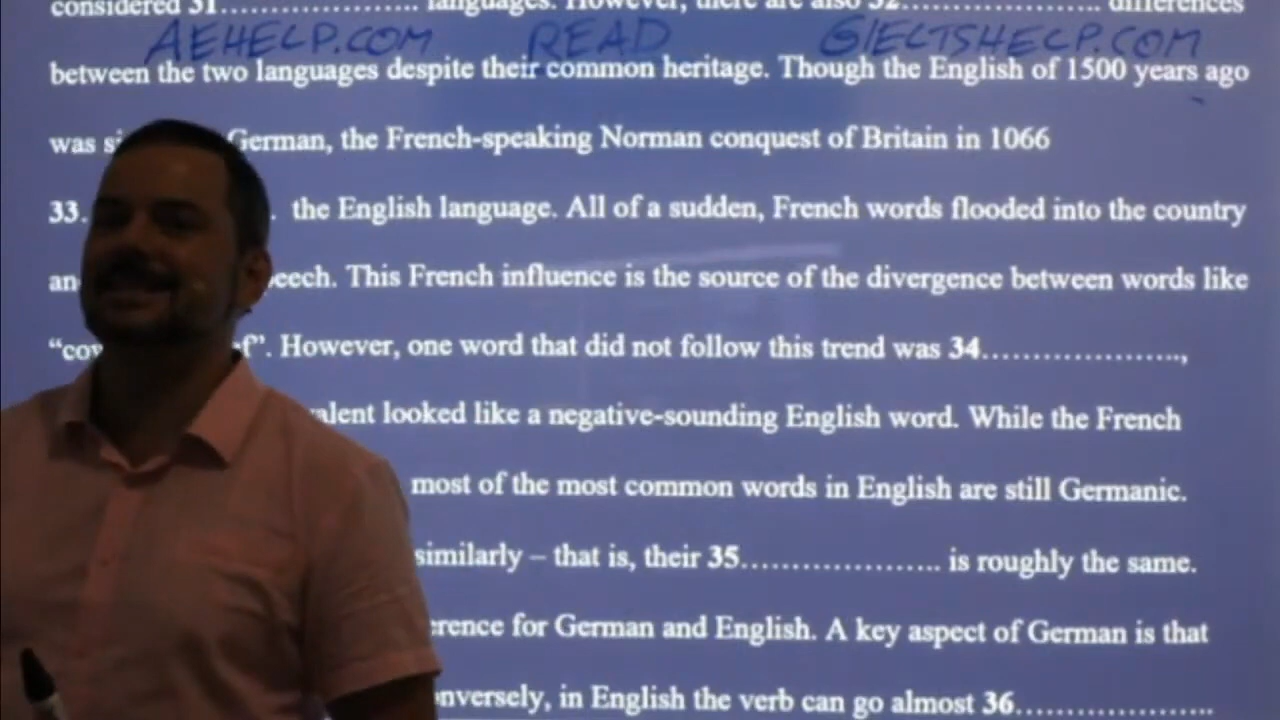 considered 31.................... languages. However, there are also 32.................... differences
AEHELP.COM READ GIELTSHELP.COM
between the two languages despite their common heritage. Though the English of 1500 years ago
was German, the French-speaking Norman conquest of Britain in 1066
33. . the English language. All of a sudden, French words flooded into the country
This French influence is the source of the divergence between words like
However, one word that did not follow this trend was 34....................,
looked like a negative-sounding English word. While the French
most of the most common words in English are still Germanic.
similarly – that is, their 35.................... is roughly the same.
for German and English. A key aspect of German is that
in English the verb can go almost 36....................